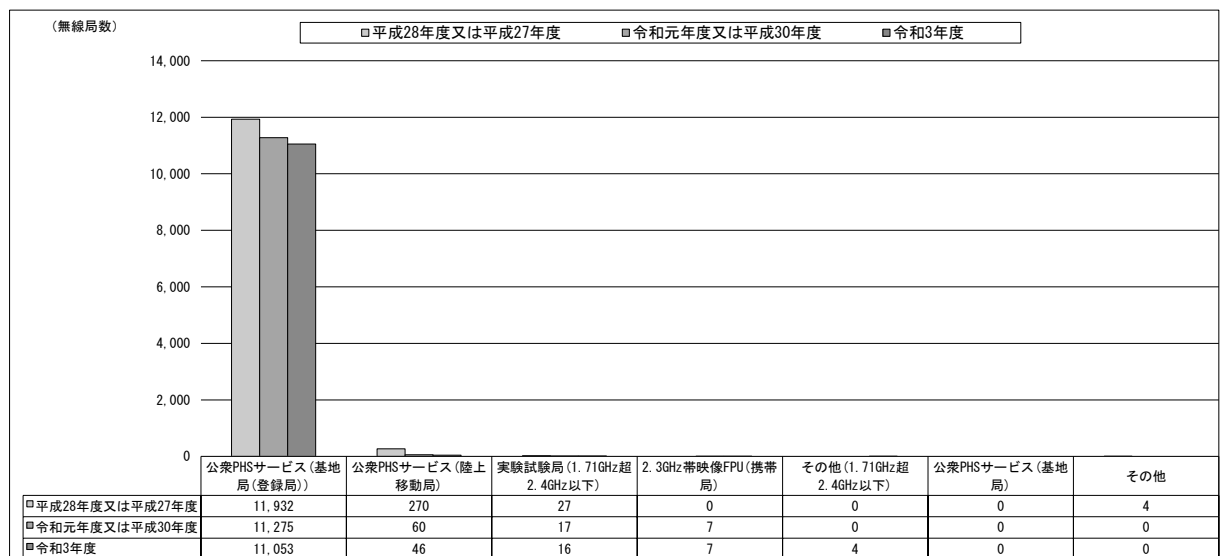 (無線局数)
□平成28年度又は平成27年度 ■令和元年度又は平成30年度 ■令和3年度
14,000
12,000
10,000
8,000
6,000
4,000
2,000
0
公衆PHSサービス(基地局(登録局)) 公衆PHSサービス(陸上移動局) 実験試験局(1.71GHz超2.4GHz以下) 2.3GHz帯映像FPU(携帯局) その他(1.71GHz超2.4GHz以下) 公衆PHSサービス(基地局) その他
□平成28年度又は平成27年度 11,932 270 27 0 0 0 4
■令和元年度又は平成30年度 11,275 60 17 7 0 0 0
■令和3年度 11,053 46 16 7 4 0 0